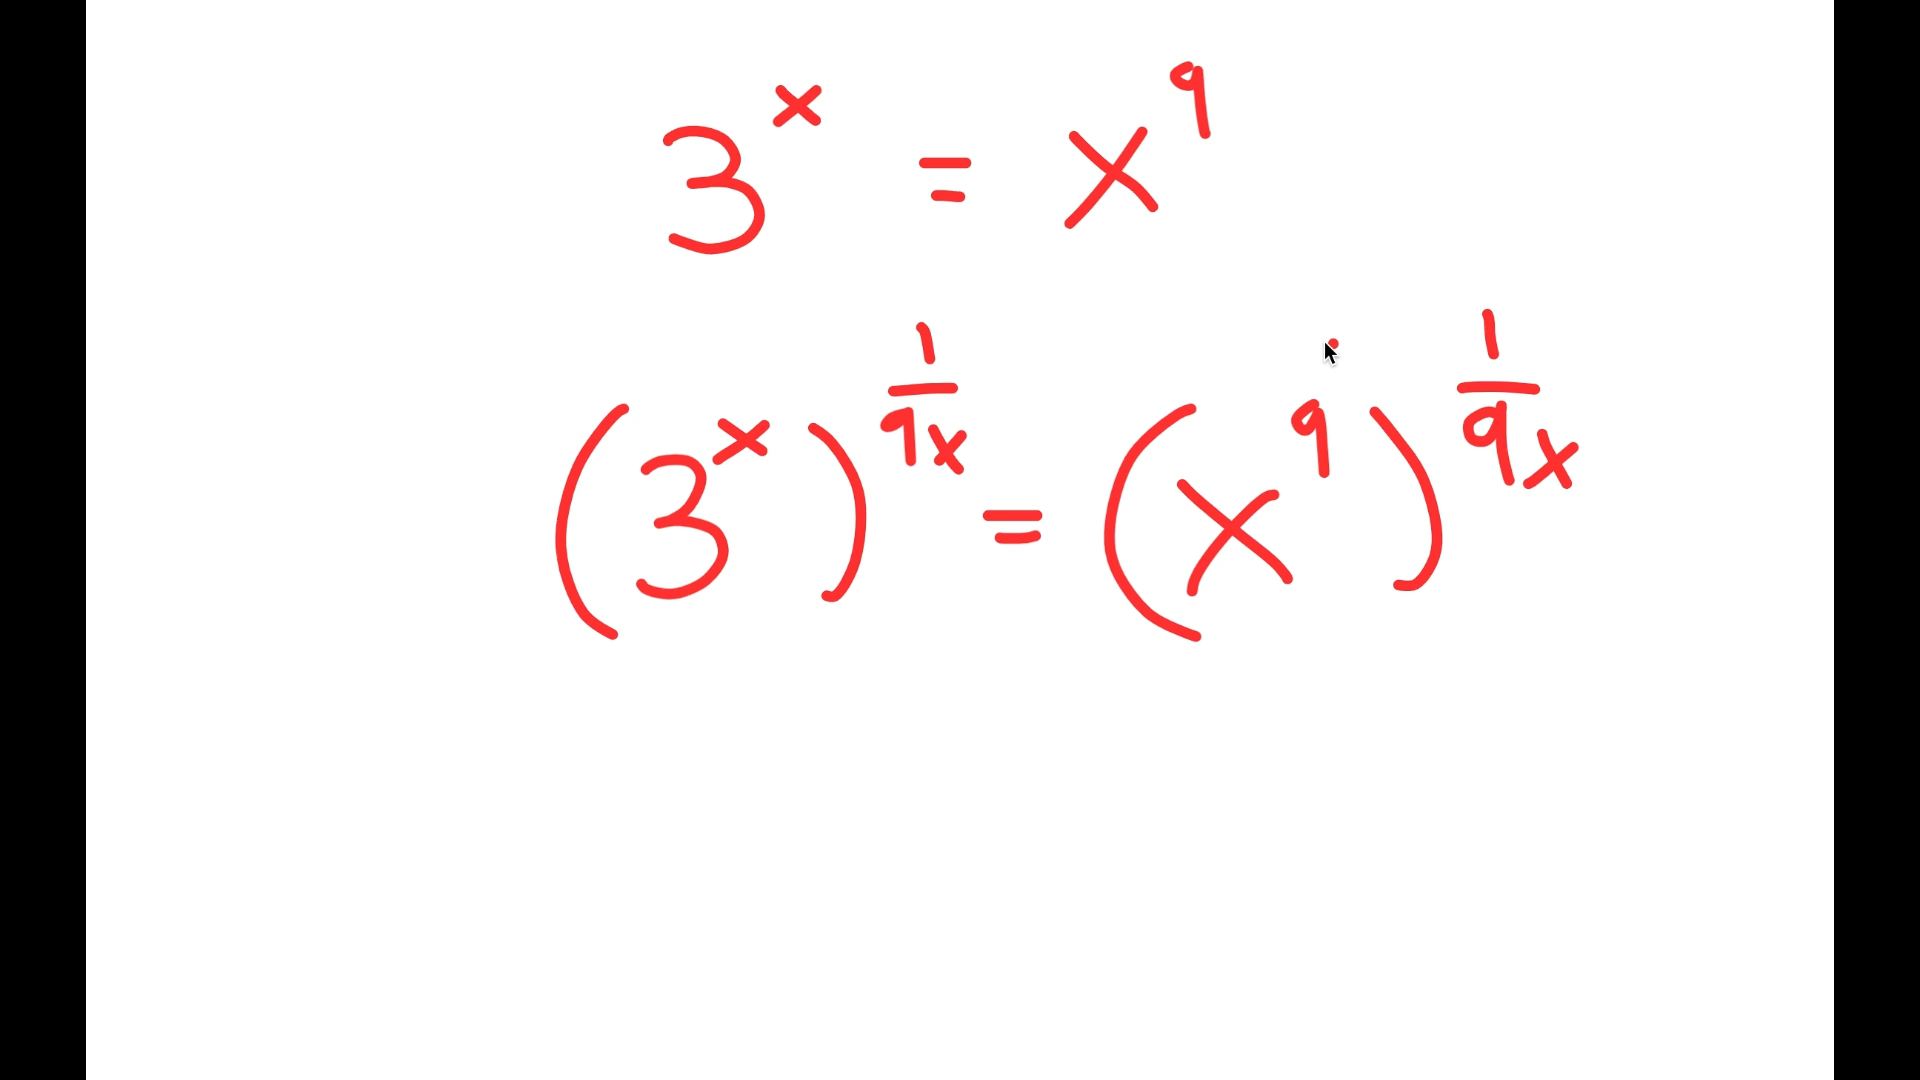 3^x = x^9
(3^x)^(1/9x) = (x^9)^(1/9x)